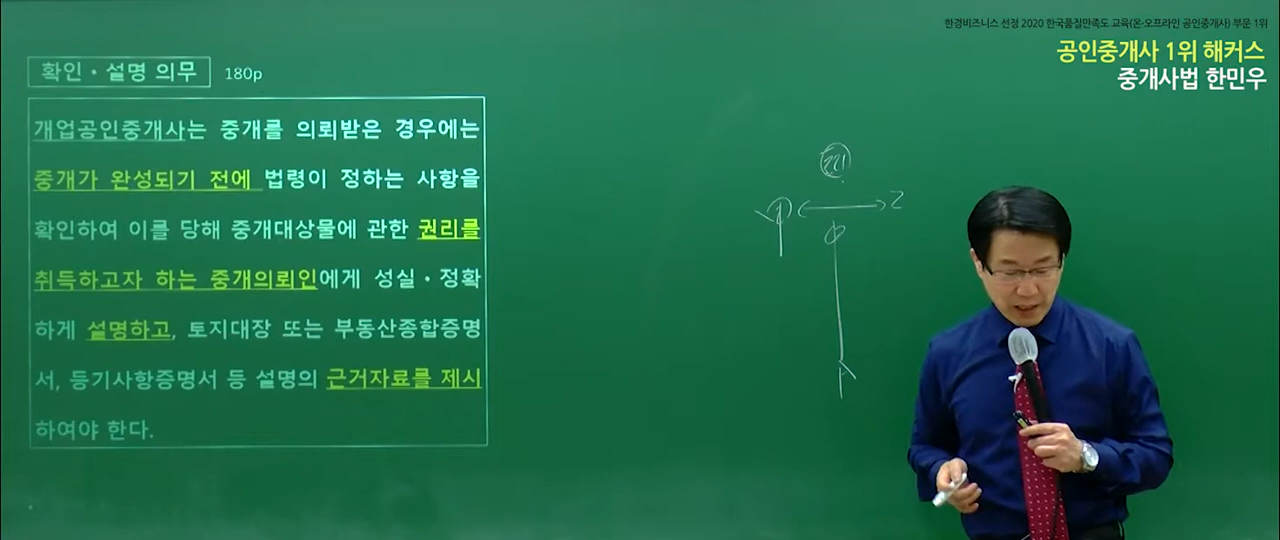 한경비즈니스 선정 2020 한국품질만족도 교육(온·오프라인 공인중개사) 부문 1위
공인중개사 1위 해커스
중개사법 한민우
확인·설명 의무 180p
개업공인중개사는 중개를 의뢰받은 경우에는
중개가 완성되기 전에 법령이 정하는 사항을
확인하여 이를 당해 중개대상물에 관한 권리를
취득하고자 하는 중개의뢰인에게 성실·정확
하게 설명하고, 토지대장 또는 부동산종합증명
서, 등기사항증명서 등 설명의 근거자료를 제시
하여야 한다.